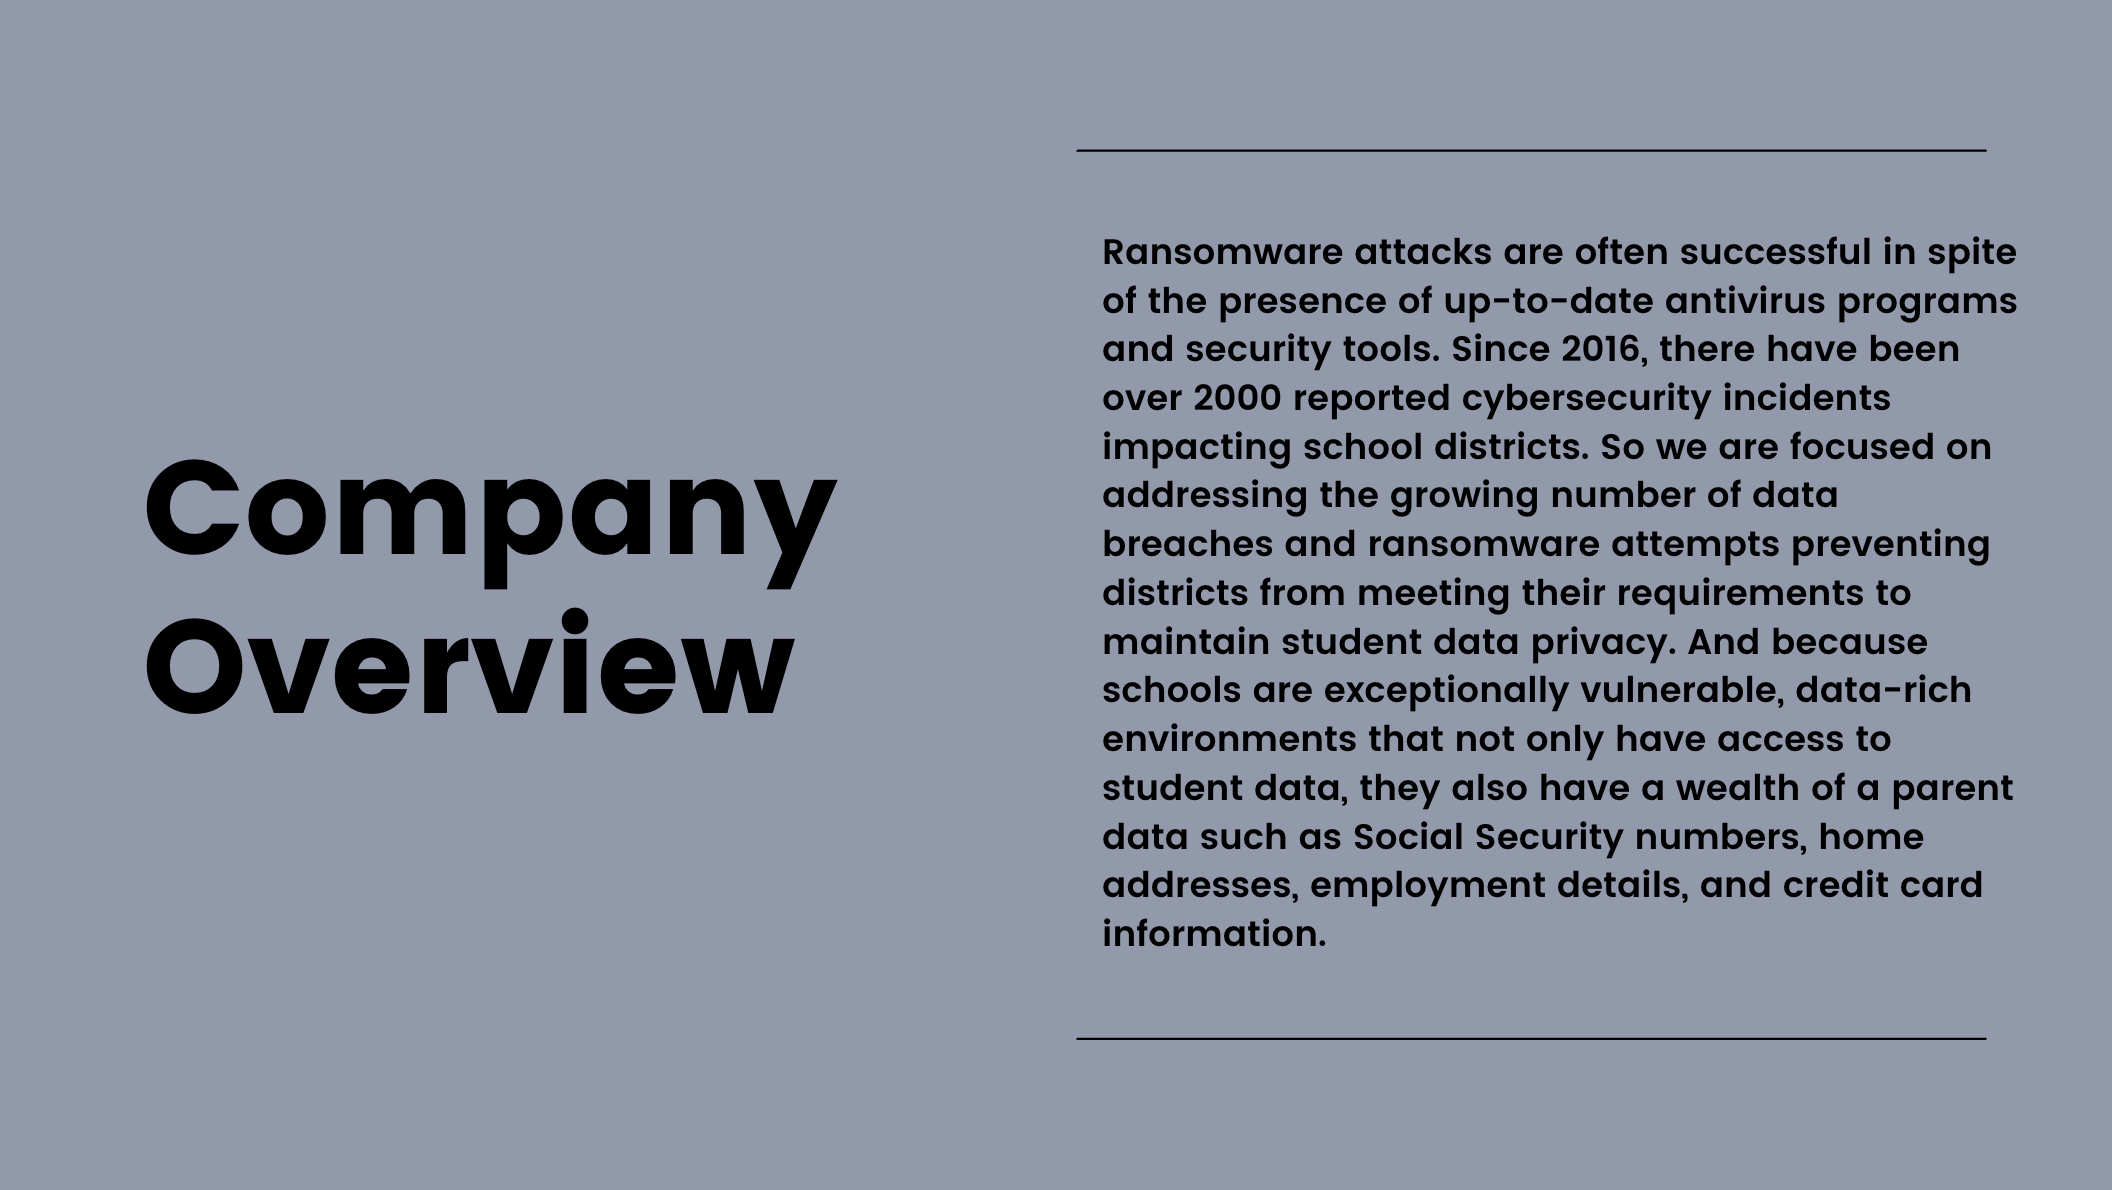 Company
Overview
Ransomware attacks are often successful in spite
of the presence of up-to-date antivirus programs
and security tools. Since 2016, there have been
over 2000 reported cybersecurity incidents
impacting school districts. So we are focused on
addressing the growing number of data
breaches and ransomware attempts preventing
districts from meeting their requirements to
maintain student data privacy. And because
schools are exceptionally vulnerable, data-rich
environments that not only have access to
student data, they also have a wealth of a parent
data such as Social Security numbers, home
addresses, employment details, and credit card
information.